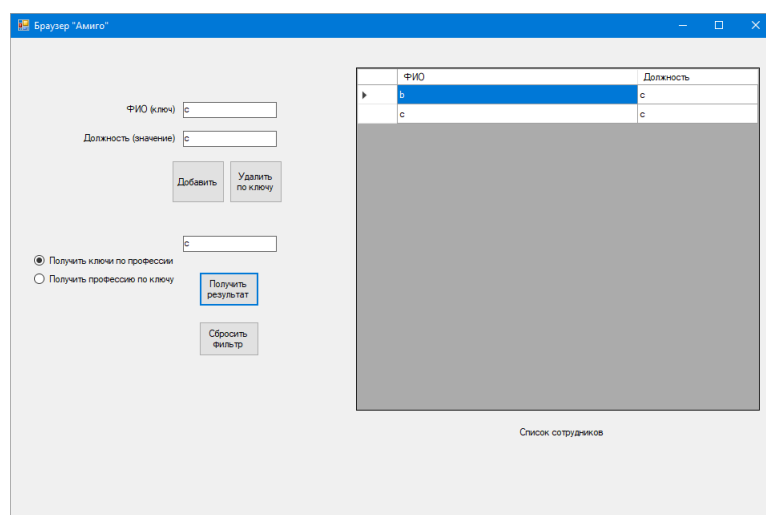 Браузер "Амиго"
ФИО (ключ) c
Должность (значение) c
Добавить
Удалить
по ключу
c
Получить ключи по профессии
Получить профессию по ключу
Получить
результат
Сбросить
фильтр
ФИО Должность
b c
c c
Список сотрудников